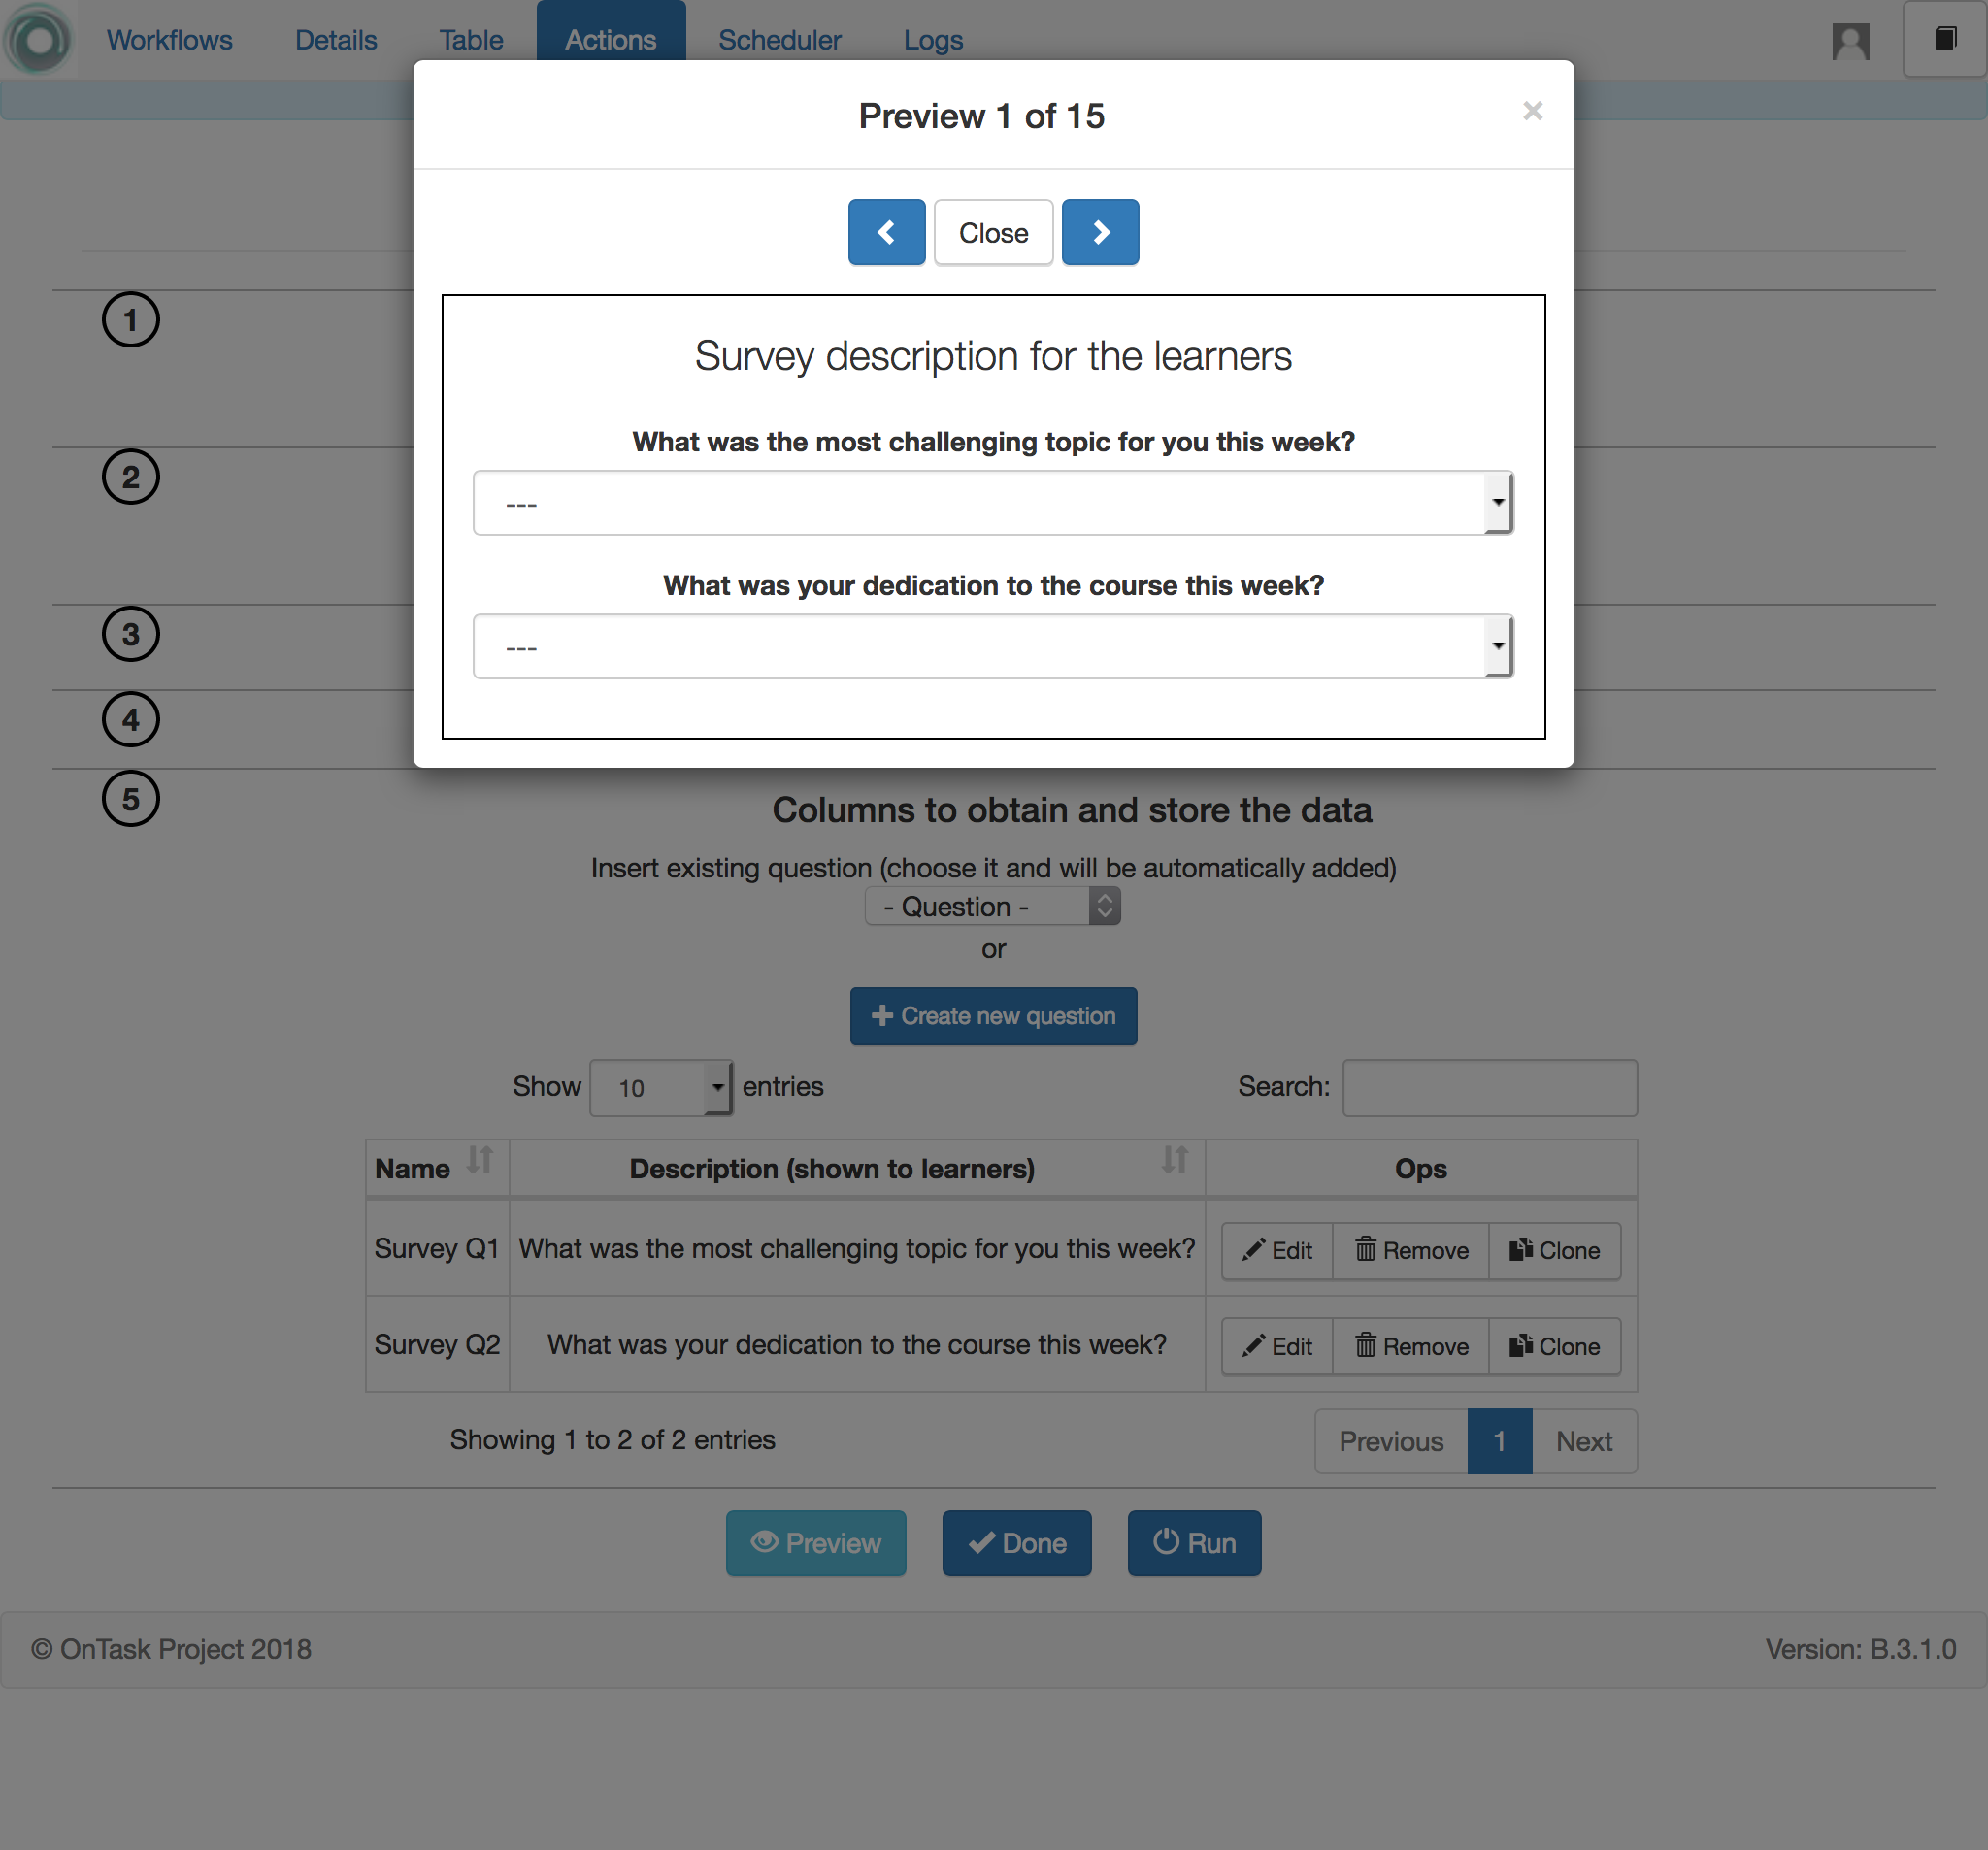 Workflows Details Table Actions Scheduler Logs
Preview 1 of 15 ×
Close
Survey description for the learners
What was the most challenging topic for you this week?
---
What was your dedication to the course this week?
---
1
2
3
4
5
Columns to obtain and store the data
Insert existing question (choose it and will be automatically added)
- Question -
or
Create new question
Show 10 entries Search:
Name Description (shown to learners) Ops
Survey Q1 What was the most challenging topic for you this week? Edit Remove Clone
Survey Q2 What was your dedication to the course this week? Edit Remove Clone
Showing 1 to 2 of 2 entries Previous 1 Next
Preview Done Run
© OnTask Project 2018 Version: B.3.1.0